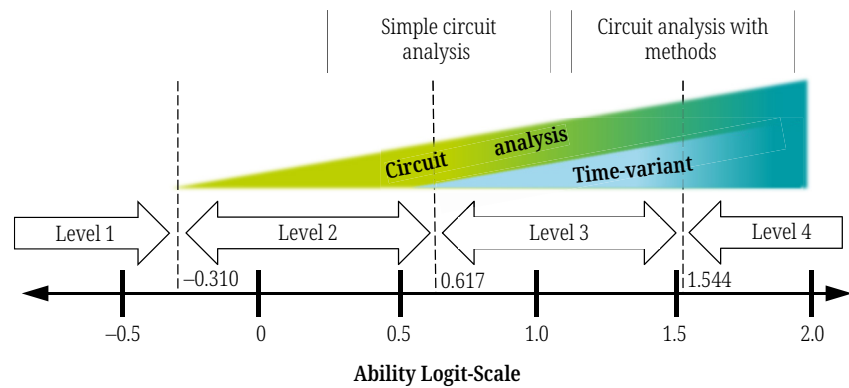 Simple circuit
analysis
Circuit analysis with
methods
Circuit analysis
Time-variant
Level 1
Level 2
Level 3
Level 4
–0.310
0.617
1.544
–0.5
0
0.5
1.0
1.5
2.0
Ability Logit-Scale